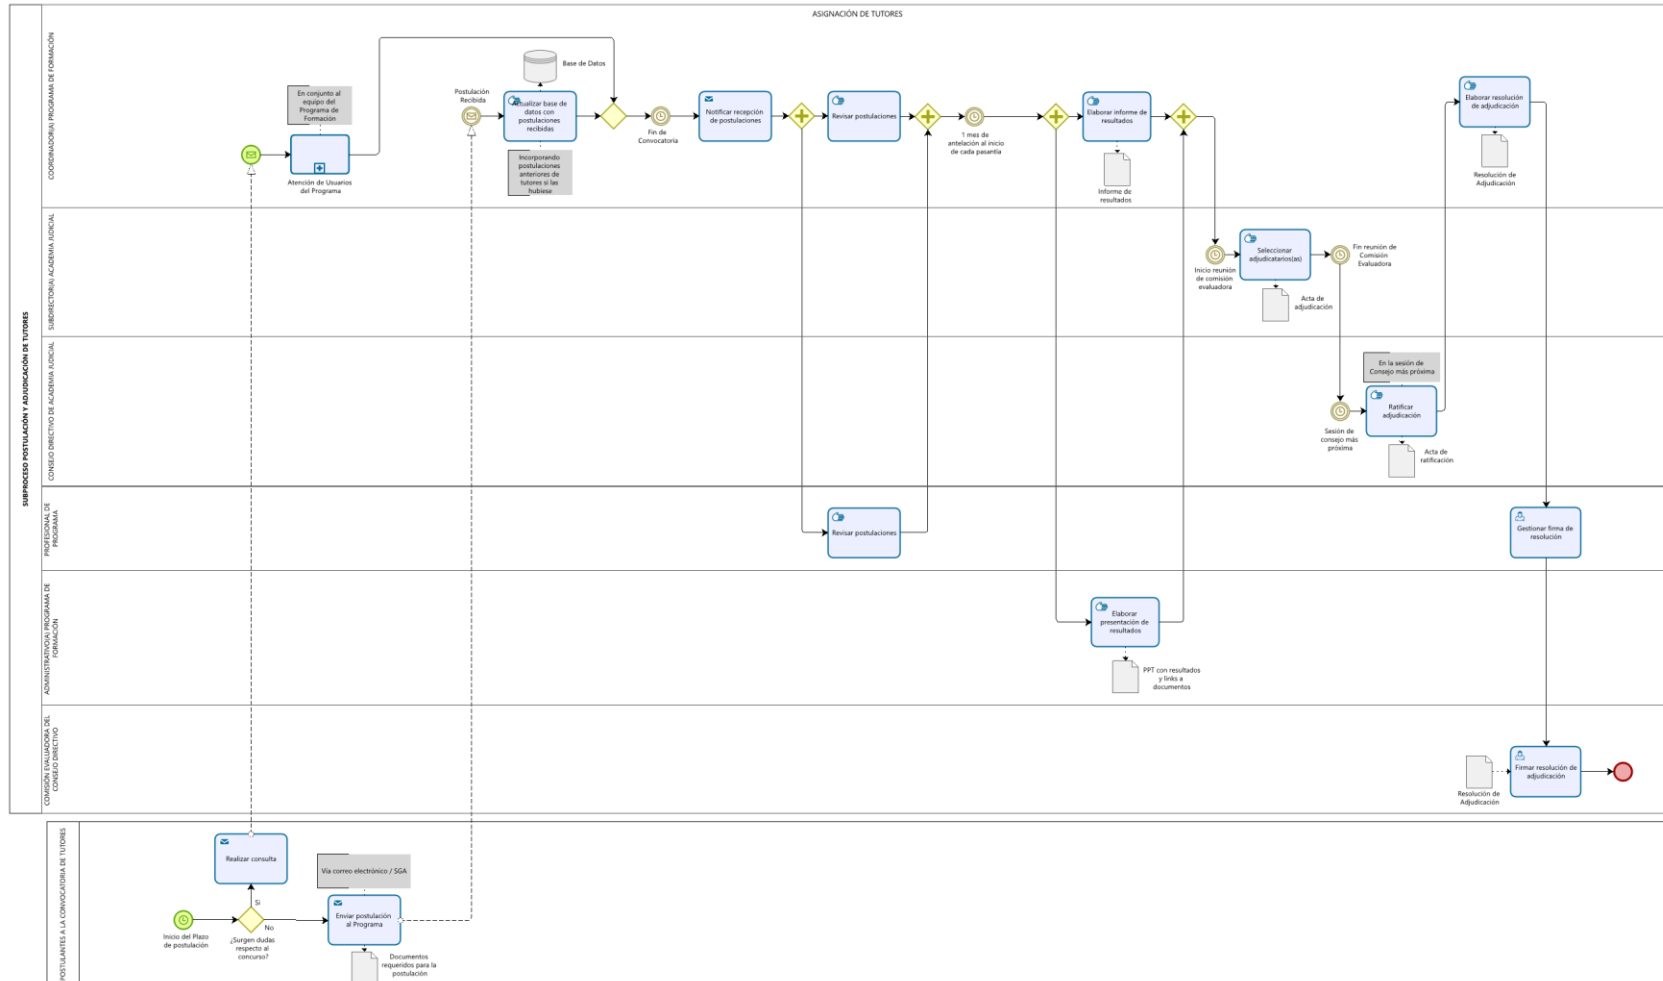 ASIGNACIÓN DE TUTORES
SUBPROCESO POSTULACIÓN Y ADJUDICACIÓN DE TUTORES
COORDINADOR(A) PROGRAMA DE FORMACIÓN
En conjunto al
equipo del
Programa de
Formación
Atención de Usuarios
del Programa
Postulación
Recibida
Base de Datos
Actualizar base de
datos con
postulaciones
recibidas
Incorporando
postulaciones
anteriores de
tutores si las
hubiese
Fin de
Convocatoria
Notificar recepción
de postulaciones
Revisar postulaciones
1 mes de
antelación al inicio
de cada pasantía
Elaborar informe de
resultados
Informe de
resultados
Elaborar resolución
de adjudicación
Resolución de
Adjudicación
SUBDIRECTOR(A) ACADEMIA JUDICIAL
Inicio reunión
de comisión
evaluadora
Seleccionar
adjudicatarios(as)
Acta de
adjudicación
Fin reunión de
Comisión
Evaluadora
CONSEJO DIRECTIVO DE ACADEMIA JUDICIAL
En la sesión de
Consejo más próxima
Sesión de
consejo más
próxima
Ratificar
adjudicación
Acta de
ratificación
PROFESIONAL DE
PROGRAMA
Revisar postulaciones
Gestionar firma de
resolución
ADMINISTRATIVO(A) PROGRAMA DE
FORMACIÓN
Elaborar
presentación de
resultados
PPT con resultados
y links a
documentos
COMISIÓN EVALUADORA DEL
CONSEJO DIRECTIVO
Resolución de
Adjudicación
Firmar resolución de
adjudicación
POSTULANTES A LA CONVOCATORIA DE TUTORES
Realizar consulta
Inicio del Plazo
de postulación
Si
No
¿Surgen dudas
respecto al
concurso?
Vía correo electrónico / SGA
Enviar postulación
al Programa
Documentos
requeridos para la
postulación